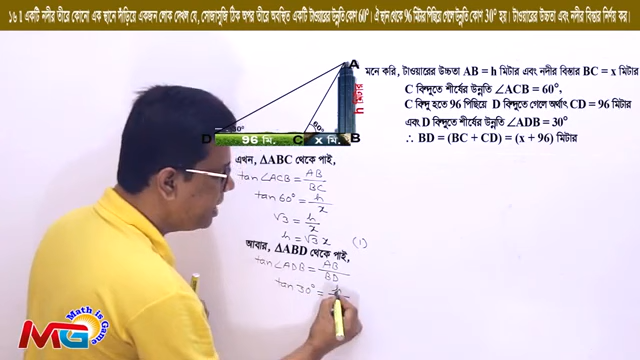 ১৬। একটি নদীর তীরে কোনো এক স্থানে দাঁড়িয়ে একজন লোক দেখল যে, সোজাসুজি ঠিক অপর তীরে অবস্থিত একটি টাওয়ারের উন্নতি কোণ 60°। ঐ স্থান থেকে 96 মিটার পিছিয়ে গেলে উন্নতি কোণ 30° হয়। টাওয়ারের উচ্চতা এবং নদীর বিস্তার নির্ণয় কর।
A
মনে করি, টাওয়ারের উচ্চতা AB = h মিটার এবং নদীর বিস্তার BC = x মিটার
C বিন্দুতে শীর্ষের উন্নতি ∠ACB = 60°,
C বিন্দু হতে 96 পিছিয়ে D বিন্দুতে গেলে অর্থাৎ CD = 96 মিটার
এবং D বিন্দুতে শীর্ষের উন্নতি ∠ADB = 30°
∴ BD = (BC + CD) = (x + 96) মিটার
h মিটার
60°
30°
D
C
B
96 মি.
x মি.
এখন, ΔABC থেকে পাই,
tan∠ACB = AB/BC
tan60° = h/x
√3 = h/x
h = √3 x (1)
আবার, ΔABD থেকে পাই,
tan∠ADB = AB/BD
tan 30° = h
MG
Math is Game